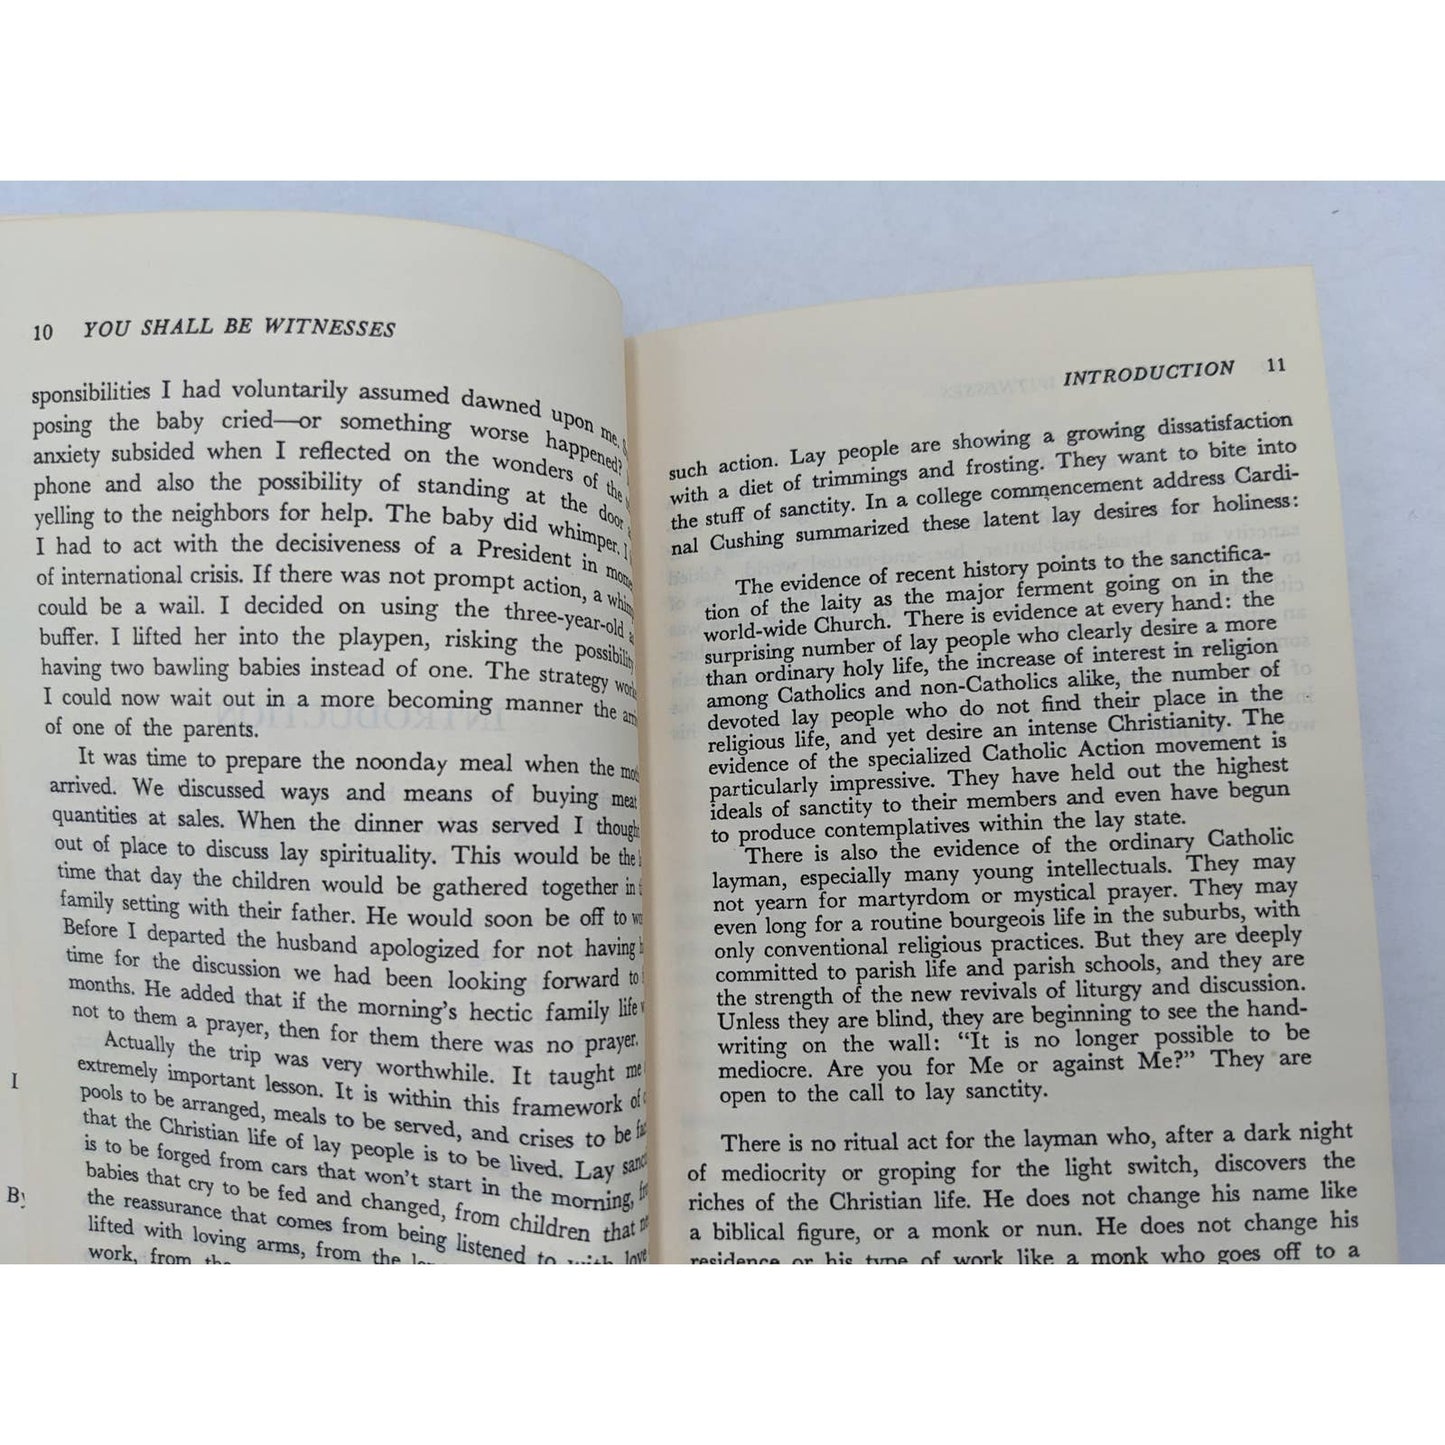 10 YOU SHALL BE WITNESSES
sponsibilities I had voluntarily assumed dawned upon me.
posing the baby cried—or something worse happened?
anxiety subsided when I reflected on the wonders of the
phone and also the possibility of standing at the door
yelling to the neighbors for help. The baby did whimper. I
I had to act with the decisiveness of a President in
of international crisis. If there was not prompt action, a
could be a wail. I decided on using the three-year-old
buffer. I lifted her into the playpen, risking the possibility
having two bawling babies instead of one. The strategy
I could now wait out in a more becoming manner the
of one of the parents.
It was time to prepare the noonday meal when the
arrived. We discussed ways and means of buying meat
quantities at sales. When the dinner was served I
out of place to discuss lay spirituality. This would be the
time that day the children would be gathered together in
family setting with their father. He would soon be off to
Before I departed the husband apologized for not having
time for the discussion we had been looking forward to
months. He added that if the morning's hectic family life
not to them a prayer, then for them there was no prayer.
Actually the trip was very worthwhile. It taught me
extremely important lesson. It is within this framework of
pools to be arranged, meals to be served, and crises to be
that the Christian life of lay people is to be lived. Lay
is to be forged from cars that won't start in the morning,
babies that cry to be fed and changed, from children that
the reassurance that comes from being listened to with love
lifted with loving arms, from the
work, from
I
INTRODUCTION 11
such action. Lay people are showing a growing dissatisfaction
with a diet of trimmings and frosting. They want to bite into
the stuff of sanctity. In a college commencement address Cardi-
nal Cushing summarized these latent lay desires for holiness:
The evidence of recent history points to the sanctifica-
tion of the laity as the major ferment going on in the
world-wide Church. There is evidence at every hand: the
surprising number of lay people who clearly desire a more
than ordinary holy life, the increase of interest in religion
among Catholics and non-Catholics alike, the number of
devoted lay people who do not find their place in the
religious life, and yet desire an intense Christianity. The
evidence of the specialized Catholic Action movement is
particularly impressive. They have held out the highest
ideals of sanctity to their members and even have begun
to produce contemplatives within the lay state.
There is also the evidence of the ordinary Catholic
layman, especially many young intellectuals. They may
not yearn for martyrdom or mystical prayer. They may
even long for a routine bourgeois life in the suburbs, with
only conventional religious practices. But they are deeply
committed to parish life and parish schools, and they are
the strength of the new revivals of liturgy and discussion.
Unless they are blind, they are beginning to see the hand-
writing on the wall: "It is no longer possible to be
mediocre. Are you for Me or against Me?" They are
open to the call to lay sanctity.
There is no ritual act for the layman who, after a dark night
of mediocrity or groping for the light switch, discovers the
riches of the Christian life. He does not change his name like
a biblical figure, or a monk or nun. He does not change his
residence or his type of work like a monk who goes off to a